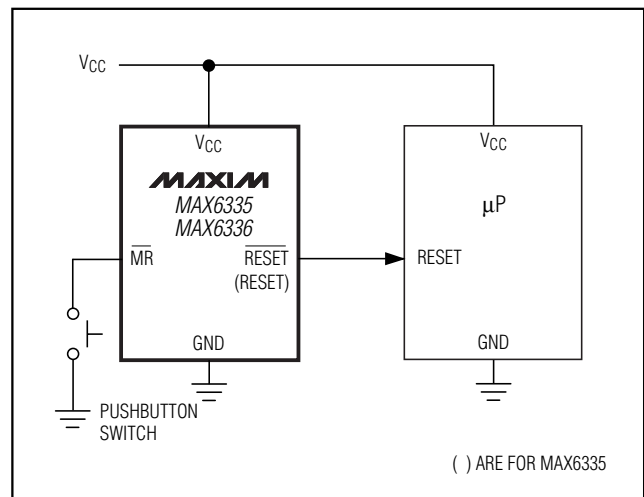 VCC
VCC
MAXIM
MAX6335
MAX6336
MR
RESET
(RESET)
GND
PUSHBUTTON
SWITCH
VCC
µP
RESET
GND
( ) ARE FOR MAX6335